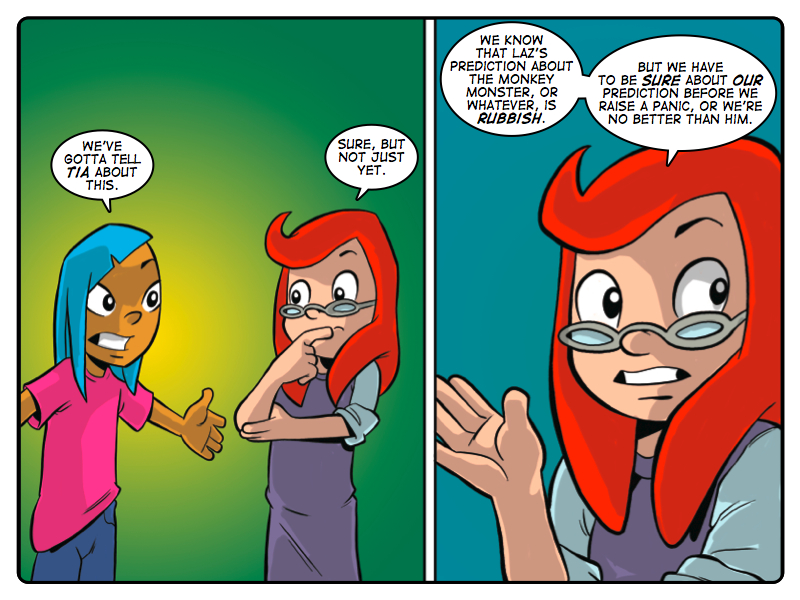 WE'VE
GOTTA TELL
TIA ABOUT
THIS.
SURE, BUT
NOT JUST
YET.
WE KNOW
THAT LAZ'S
PREDICTION ABOUT
THE MONKEY
MONSTER, OR
WHATEVER, IS
RUBBISH.
BUT WE HAVE
TO BE SURE ABOUT OUR
PREDICTION BEFORE WE
RAISE A PANIC, OR WE'RE
NO BETTER THAN HIM.